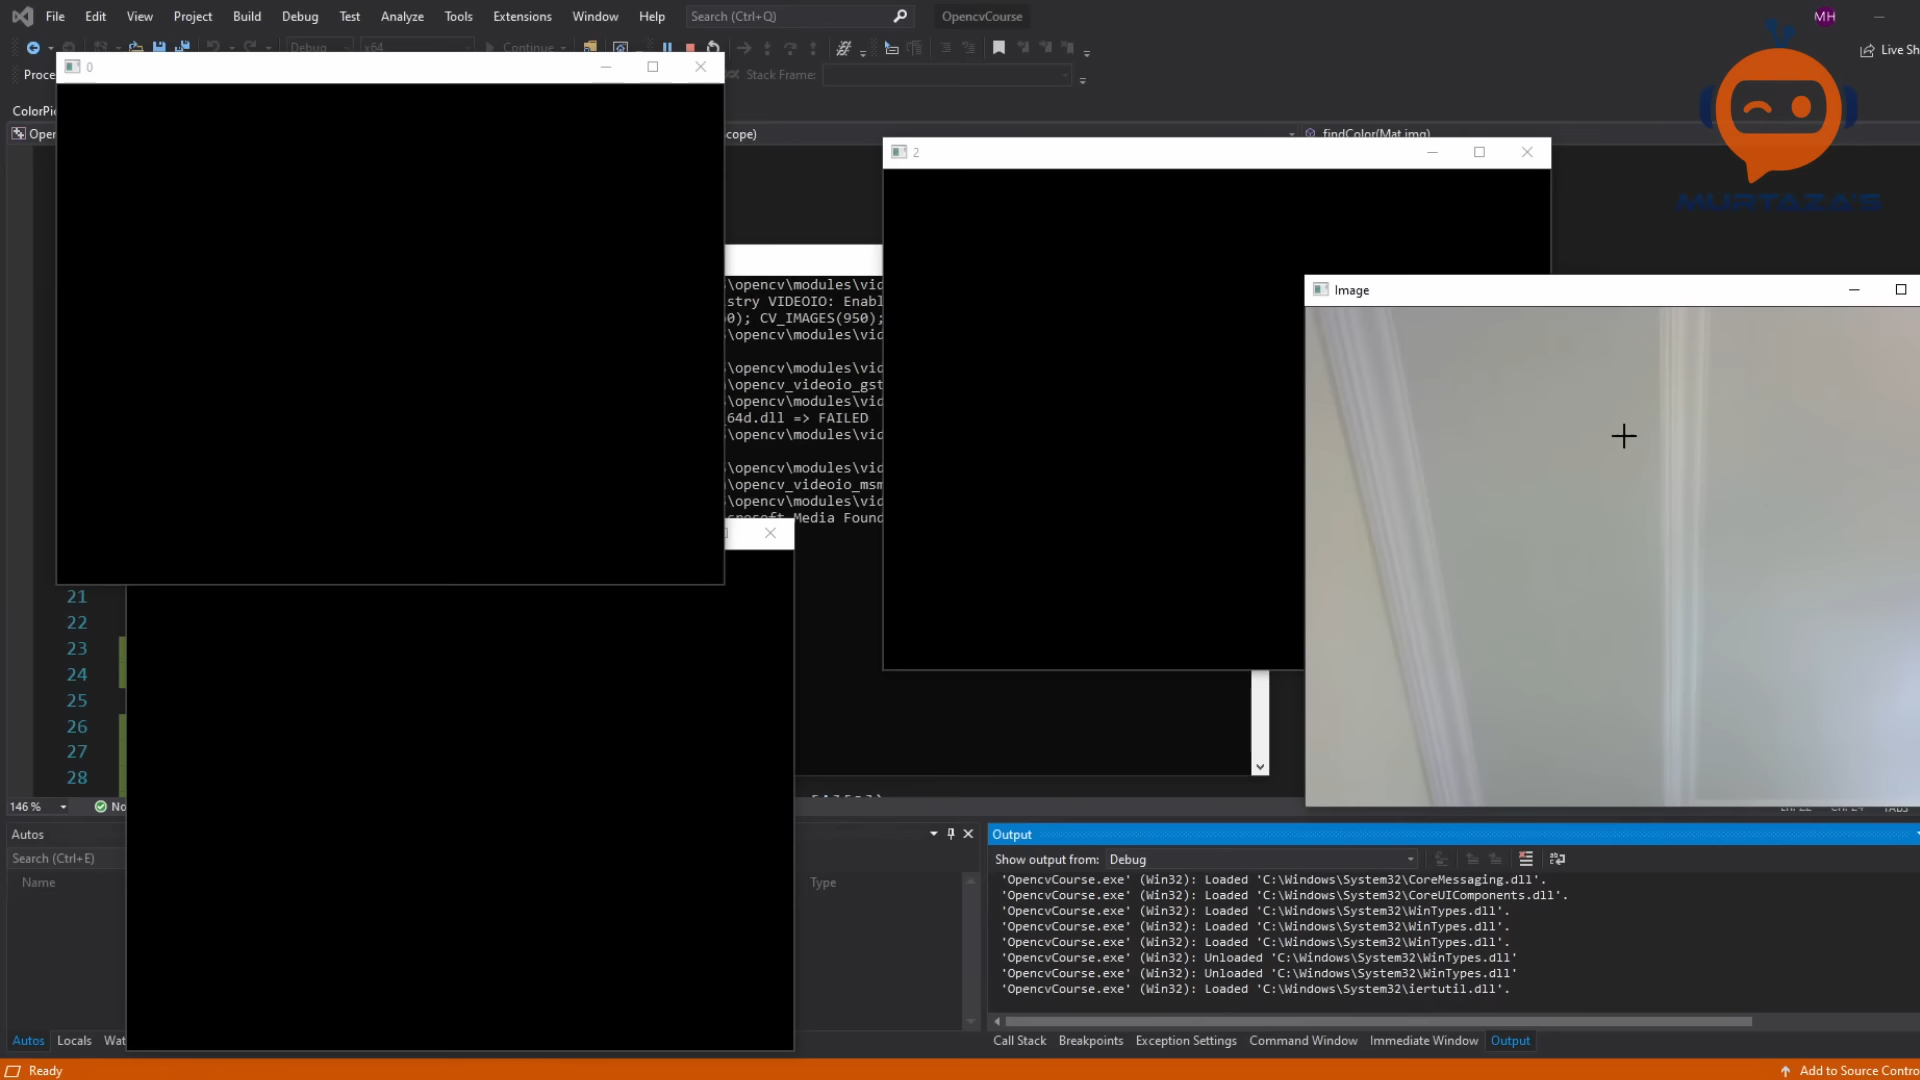 File Edit View Project Build Debug Test Analyze Tools Extensions Window Help Search (Ctrl+Q) OpencvCourse MH
Debug x64 Continue Live Sh
0
Proce Stack Frame:
ColorPi
Open cope) findColor(Mat img)
MURTAZA'S
2
Image
\opencv\modules\vid
stry VIDEOIO: Enabl
0); CV_IMAGES(950);
\opencv\modules\vid
\opencv\modules\vid
\opencv_videoio_gst
\opencv\modules\vid
64d.dll => FAILED
\opencv\modules\vid
\opencv\modules\vid
\opencv_videoio_msm
\opencv\modules\vid
crosoft Media Found
21
22
23
24
25
26
27
28
146 % No
Autos
Search (Ctrl+E)
Name Type
Autos Locals Wat
Output
Show output from: Debug
'OpencvCourse.exe' (Win32): Loaded 'C:\Windows\System32\CoreMessaging.dll'.
'OpencvCourse.exe' (Win32): Loaded 'C:\Windows\System32\CoreUIComponents.dll'.
'OpencvCourse.exe' (Win32): Loaded 'C:\Windows\System32\WinTypes.dll'.
'OpencvCourse.exe' (Win32): Loaded 'C:\Windows\System32\WinTypes.dll'.
'OpencvCourse.exe' (Win32): Loaded 'C:\Windows\System32\WinTypes.dll'.
'OpencvCourse.exe' (Win32): Unloaded 'C:\Windows\System32\WinTypes.dll'
'OpencvCourse.exe' (Win32): Unloaded 'C:\Windows\System32\WinTypes.dll'
'OpencvCourse.exe' (Win32): Loaded 'C:\Windows\System32\iertutil.dll'.
Call Stack Breakpoints Exception Settings Command Window Immediate Window Output
Ready Add to Source Contro